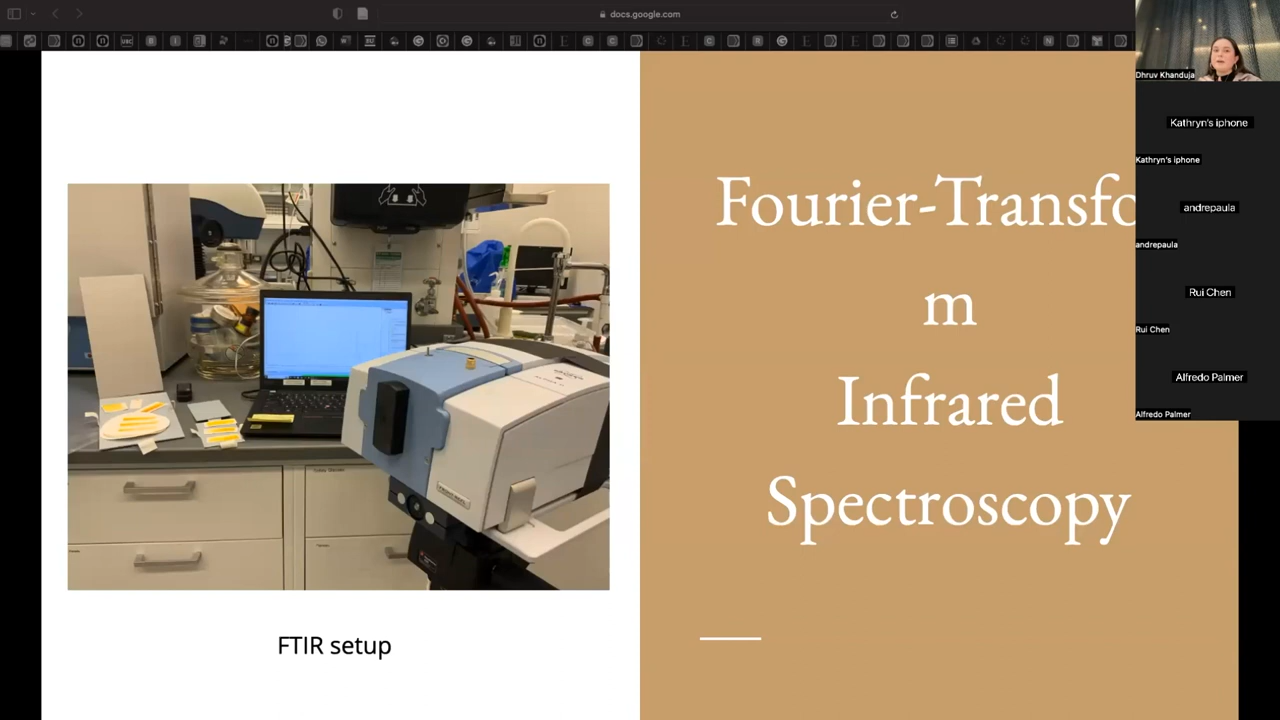 docs.google.com
Fourier-Transfo
m
Infrared
Spectroscopy
FTIR setup
Dhruv Khanduja
Kathryn's iphone
Kathryn's iphone
andrepaula
andrepaula
Rui Chen
Rui Chen
Alfredo Palmer
Alfredo Palmer